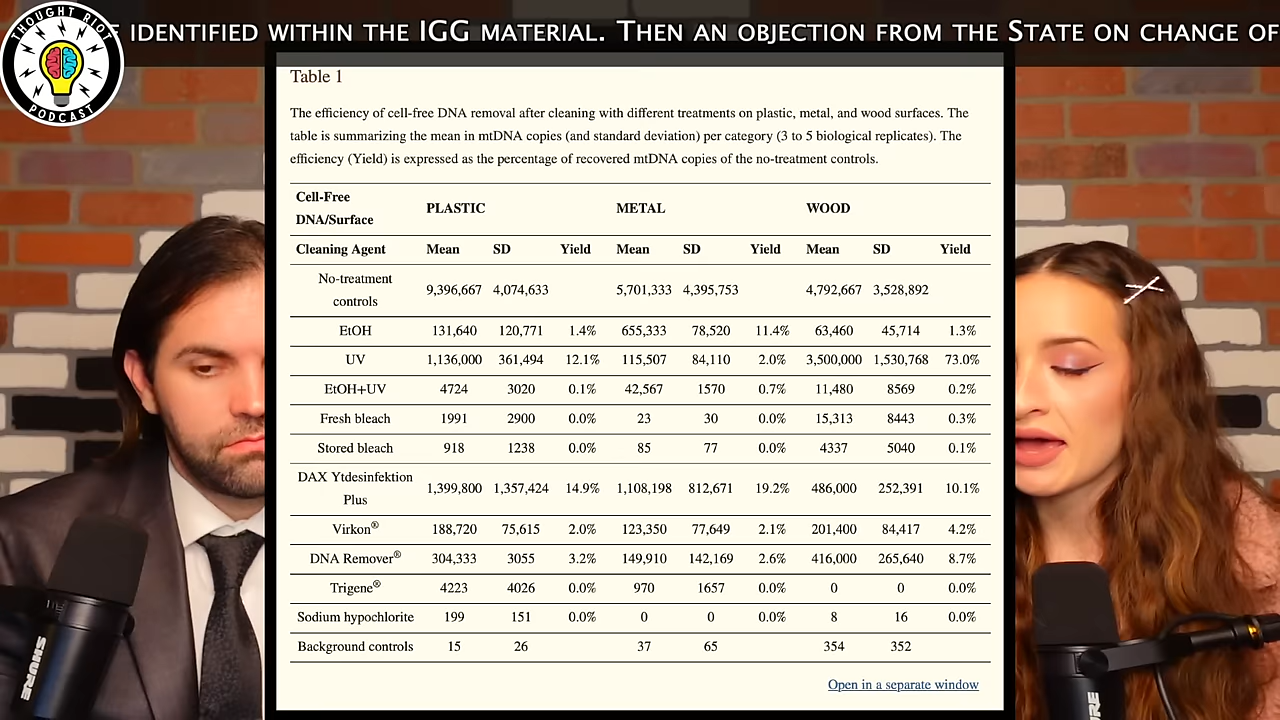 THOUGHT RIOT
PODCAST
IDENTIFIED WITHIN THE IGG MATERIAL. THEN AN OBJECTION FROM THE STATE ON CHANGE OF
Table 1
The efficiency of cell-free DNA removal after cleaning with different treatments on plastic, metal, and wood surfaces. The
table is summarizing the mean in mtDNA copies (and standard deviation) per category (3 to 5 biological replicates). The
efficiency (Yield) is expressed as the percentage of recovered mtDNA copies of the no-treatment controls.
Cell-Free
DNA/Surface PLASTIC METAL WOOD
Cleaning Agent Mean SD Yield Mean SD Yield Mean SD Yield
No-treatment
controls 9,396,667 4,074,633 5,701,333 4,395,753 4,792,667 3,528,892
EtOH 131,640 120,771 1.4% 655,333 78,520 11.4% 63,460 45,714 1.3%
UV 1,136,000 361,494 12.1% 115,507 84,110 2.0% 3,500,000 1,530,768 73.0%
EtOH+UV 4724 3020 0.1% 42,567 1570 0.7% 11,480 8569 0.2%
Fresh bleach 1991 2900 0.0% 23 30 0.0% 15,313 8443 0.3%
Stored bleach 918 1238 0.0% 85 77 0.0% 4337 5040 0.1%
DAX Ytdesinfektion
Plus 1,399,800 1,357,424 14.9% 1,108,198 812,671 19.2% 486,000 252,391 10.1%
Virkon® 188,720 75,615 2.0% 123,350 77,649 2.1% 201,400 84,417 4.2%
DNA Remover® 304,333 3055 3.2% 149,910 142,169 2.6% 416,000 265,640 8.7%
Trigene® 4223 4026 0.0% 970 1657 0.0% 0 0 0.0%
Sodium hypochlorite 199 151 0.0% 0 0 0.0% 8 16 0.0%
Background controls 15 26 37 65 354 352
Open in a separate window
SHURE